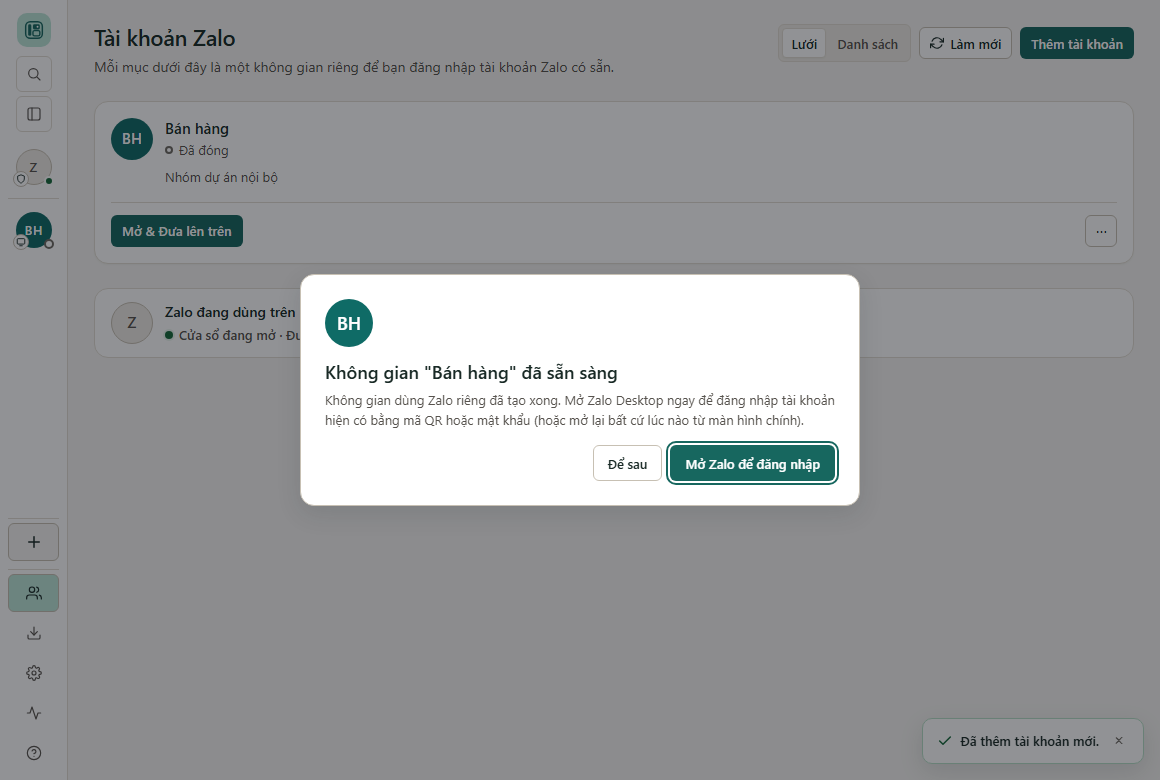 Tài khoản Zalo
Mỗi mục dưới đây là một không gian riêng để bạn đăng nhập tài khoản Zalo có sẵn.
Lưới
Danh sách
Làm mới
Thêm tài khoản
Z
BH
BH
Bán hàng
Đã đóng
Nhóm dự án nội bộ
Mở & Đưa lên trên
...
Z
Zalo đang dùng trên
Cửa sổ đang mở · Đư
BH
Không gian "Bán hàng" đã sẵn sàng
Không gian dùng Zalo riêng đã tạo xong. Mở Zalo Desktop ngay để đăng nhập tài khoản
hiện có bằng mã QR hoặc mật khẩu (hoặc mở lại bất cứ lúc nào từ màn hình chính).
Để sau
Mở Zalo để đăng nhập
Đã thêm tài khoản mới.